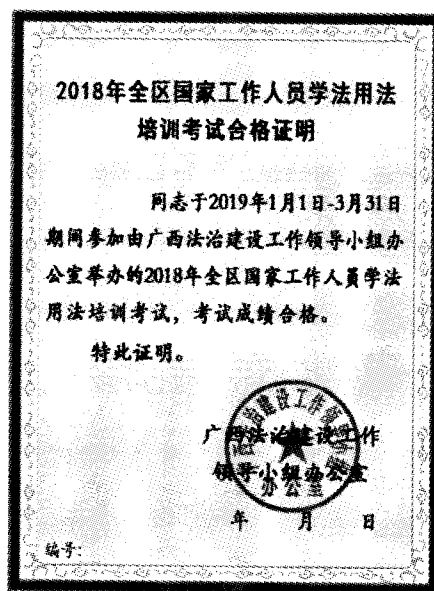 2018年全区国家工作人员学法用法
培训考试合格证明
同志于2019年1月1日-3月31日
期间参加由广西法治建设工作领导小组办
公室举办的2018年全区国家工作人员学法
用法培训考试，考试成绩合格。
特此证明。
广西法治建设工作
领导小组办公室
办公室
年 月 日
编号: